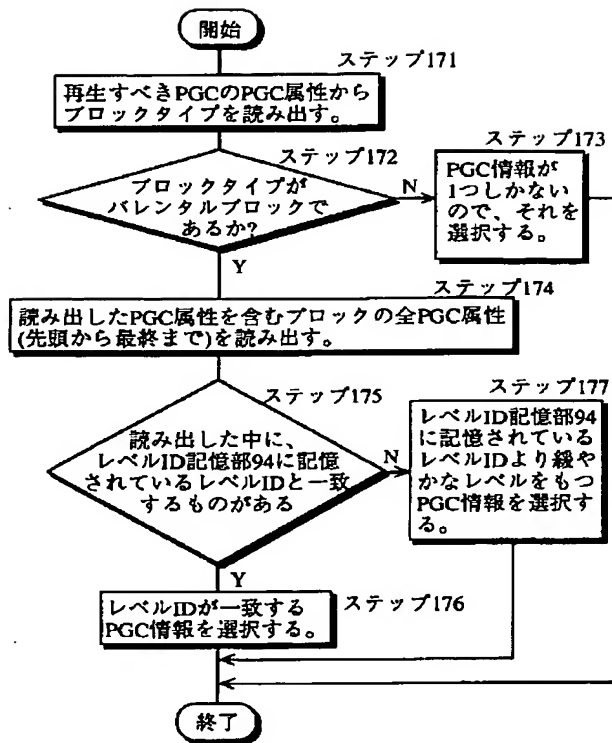 開始
ステップ171
再生すべきPGCのPGC属性から
ブロックタイプを読み出す。
ステップ172
ブロックタイプが
バレンタルブロックで
あるか?
N
Y
ステップ173
PGC情報が
1つしかない
ので、それを
選択する。
ステップ174
読み出したPGC属性を含むブロックの全PGC属性
(先頭から最終まで)を読み出す。
ステップ175
読み出した中に、
レベルID記憶部94に記憶
されているレベルIDと一致
するものがある
N
Y
ステップ177
レベルID記憶部94
に記憶されている
レベルIDより緩や
かなレベルをもつ
PGC情報を選択す
る。
ステップ176
レベルIDが一致する
PGC情報を選択する。
終了